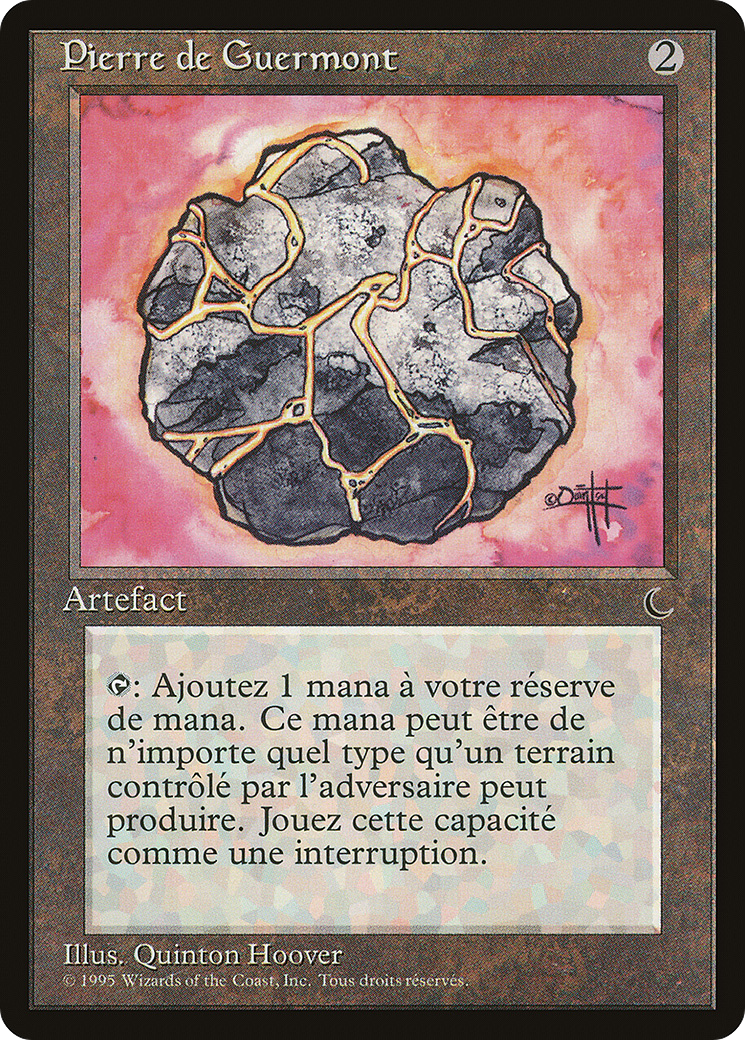 Pierre de Guermont
2
Artefact
: Ajoutez 1 mana à votre réserve
de mana. Ce mana peut être de
n'importe quel type qu'un terrain
contrôlé par l'adversaire peut
produire. Jouez cette capacité
comme une interruption.
Illus. Quinton Hoover
© 1995 Wizards of the Coast, Inc. Tous droits réservés.